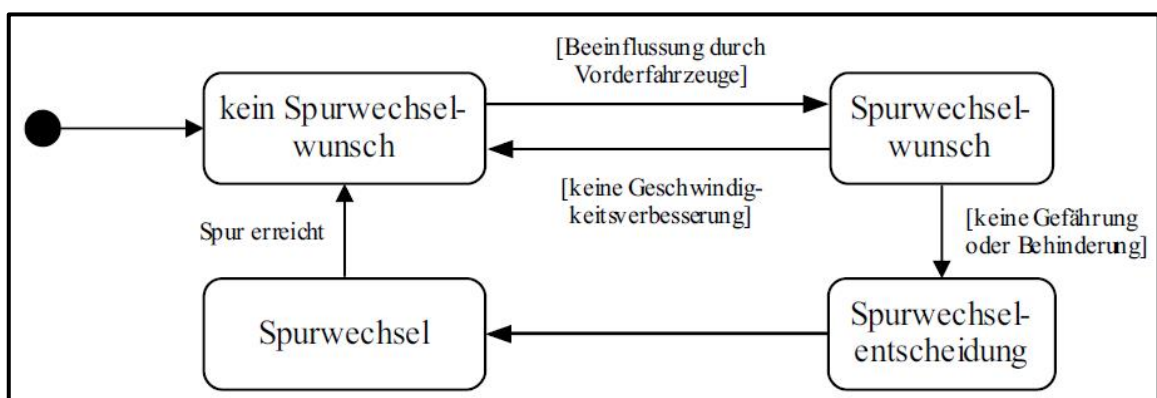 [Beeinflussung durch
Vorderfahrzeuge]
kein Spurwechsel-
wunsch
Spurwechsel-
wunsch
[keine Geschwindig-
keitsverbesserung]
Spur erreicht
[keine Gefährung
oder Behinderung]
Spurwechsel
Spurwechsel-
entscheidung